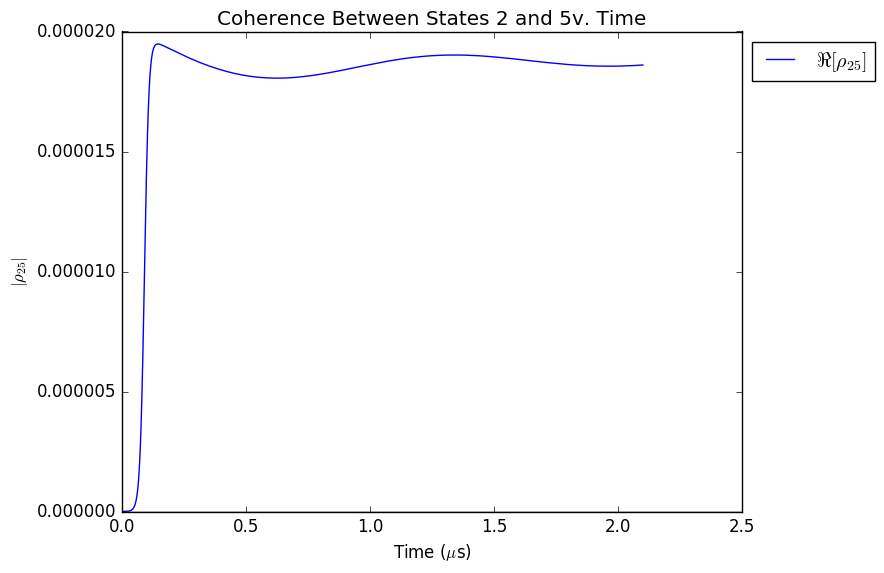 Coherence Between States 2 and 5v. Time
0.000020
0.000015
0.000010
0.000005
0.000000
|ρ₂₅|
0.0 0.5 1.0 1.5 2.0 2.5
Time (μs)
ℜ[ρ₂₅]